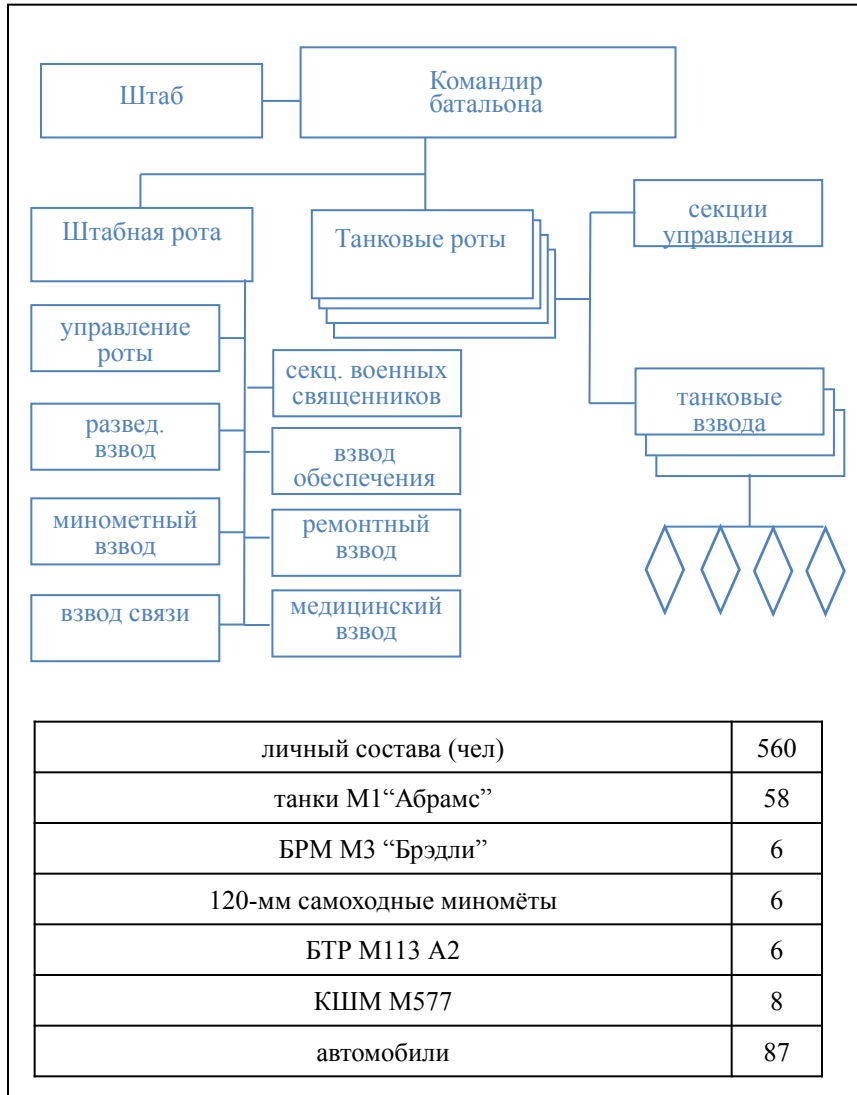 Штаб
Командир
батальона
Штабная рота
Танковые роты
секции
управления
управление
роты
секц. военных
священников
танковые
взвода
развед.
взвод
взвод
обеспечения
минометный
взвод
ремонтный
взвод
взвод связи
медицинский
взвод
личный состава (чел) 560
танки М1“Абрамс” 58
БРМ М3 “Брэдли” 6
120-мм самоходные миномёты 6
БТР М113 А2 6
КШМ М577 8
автомобили 87